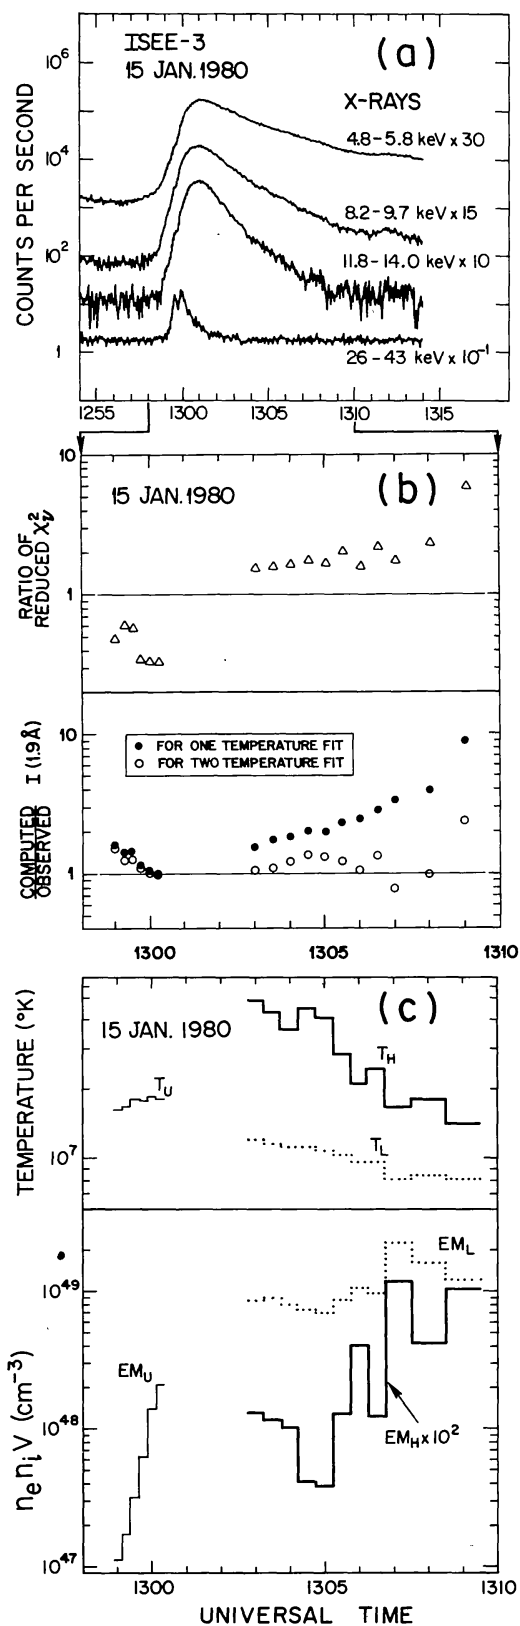 ISEE-3
15 JAN. 1980
(a)
X-RAYS
COUNTS PER SECOND
10⁶
10⁴
10²
1
4.8-5.8 keV x 30
8.2-9.7 keV x 15
11.8-14.0 keV x 10
26-43 keV x 10⁻¹
1255 1300 1305 1310 1315
15 JAN. 1980
(b)
RATIO OF
REDUCED χ²ᵥ
10
1
COMPUTED
OBSERVED I (1.9Å)
10
1
● FOR ONE TEMPERATURE FIT
○ FOR TWO TEMPERATURE FIT
1300 1305 1310
15 JAN. 1980
(c)
TEMPERATURE (°K)
10⁷
T_U
T_H
T_L
nₑnᵢV (cm⁻³)
10⁴⁹
10⁴⁸
10⁴⁷
EM_U
EM_L
EM_H x 10²
1300 1305 1310
UNIVERSAL TIME